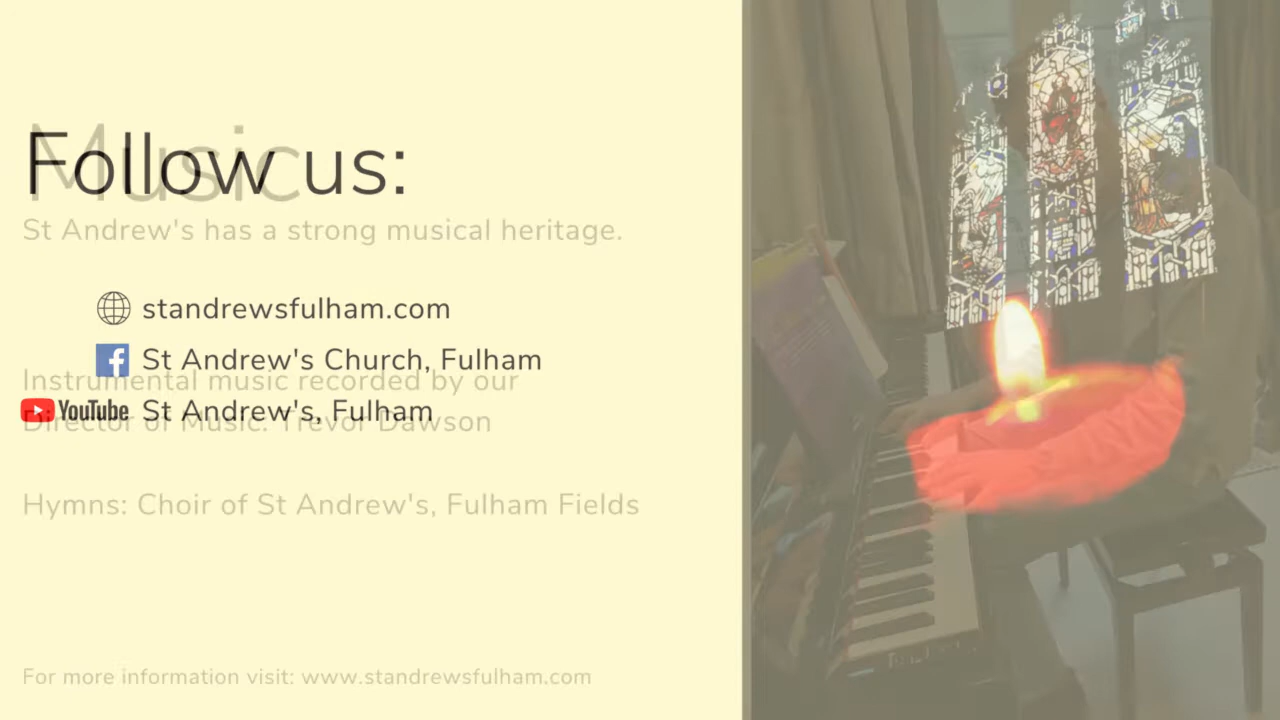 Music
Follow us:
St Andrew's has a strong musical heritage.
standrewsfulham.com
St Andrew's Church, Fulham
Instrumental music recorded by our
YouTube St Andrew's, Fulham
Director of Music: Trevor Dawson
Hymns: Choir of St Andrew's, Fulham Fields
For more information visit: www.standrewsfulham.com